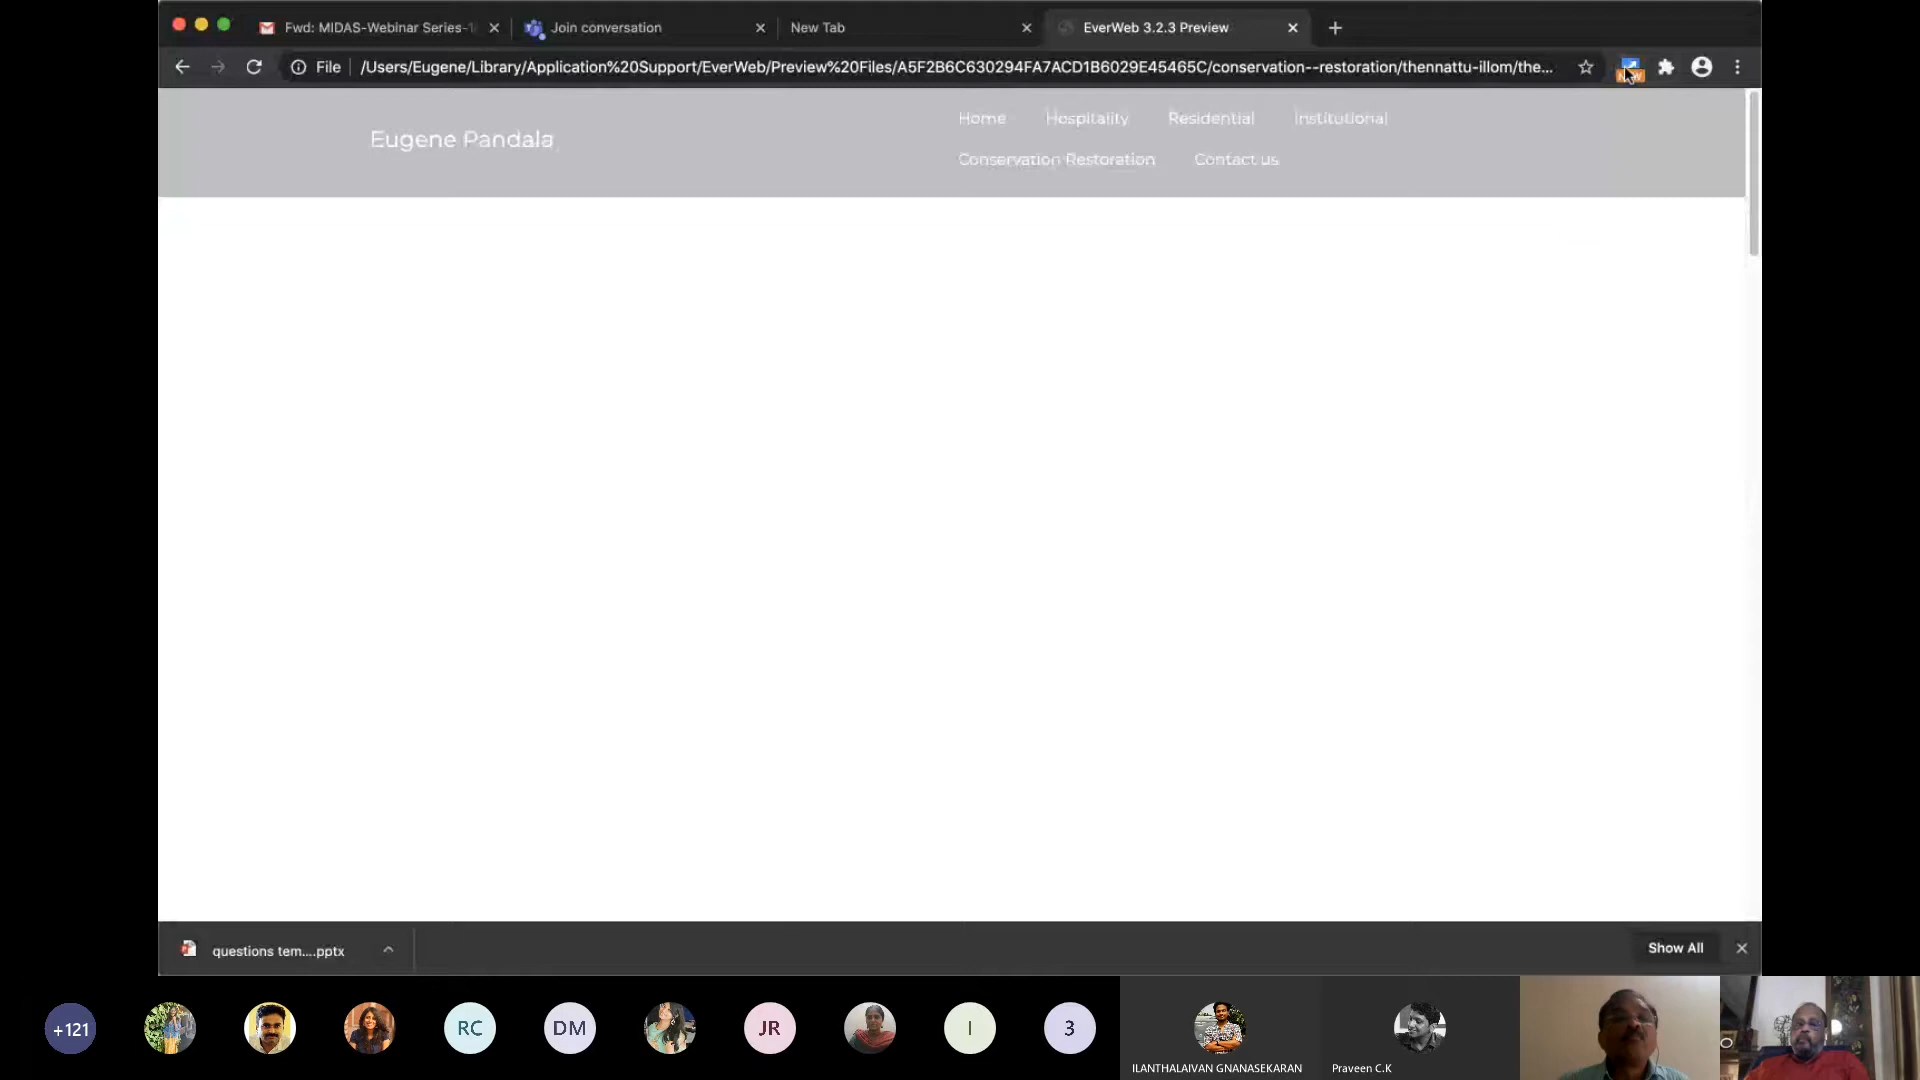 Fwd: MIDAS-Webinar Series-1
Join conversation
New Tab
EverWeb 3.2.3 Preview
File
/Users/Eugene/Library/Application%20Support/EverWeb/Preview%20Files/A5F2B6C630294FA7ACD1B6029E45465C/conservation--restoration/thennattu-illom/the...
Eugene Pandala
Home Hospitality Residential Institutional
Conservation Restoration Contact us
questions tem....pptx
Show All
+121
RC
DM
JR
I
3
ILANTHALAIVAN GNANASEKARAN
Praveen C.K